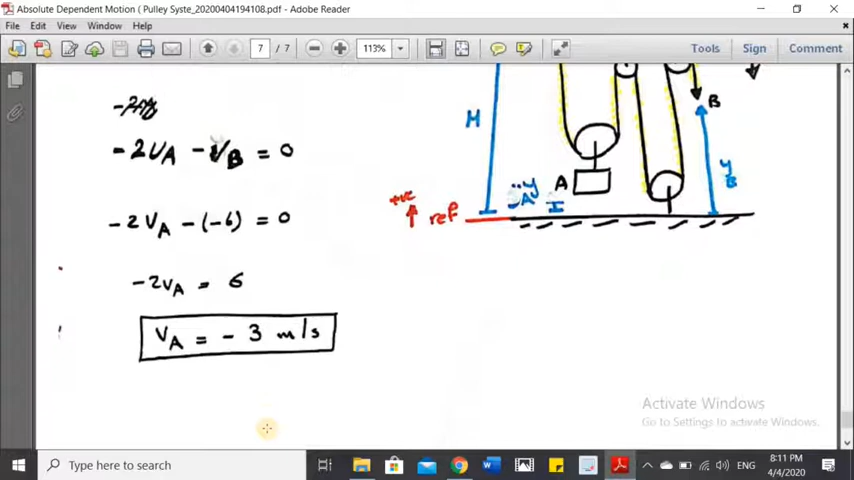 Absolute Dependent Motion ( Pulley Syste_20200404194108.pdf - Adobe Reader
File Edit View Window Help
7 / 7
113%
Tools Sign Comment
-2VA - VB = 0
-2VA - (-6) = 0
-2VA = 6
VA = - 3 m/s
H
B
yB
A
yA
+ve
ref
Activate Windows
Go to Settings to activate Windows.
Type here to search
ENG
8:11 PM
4/4/2020